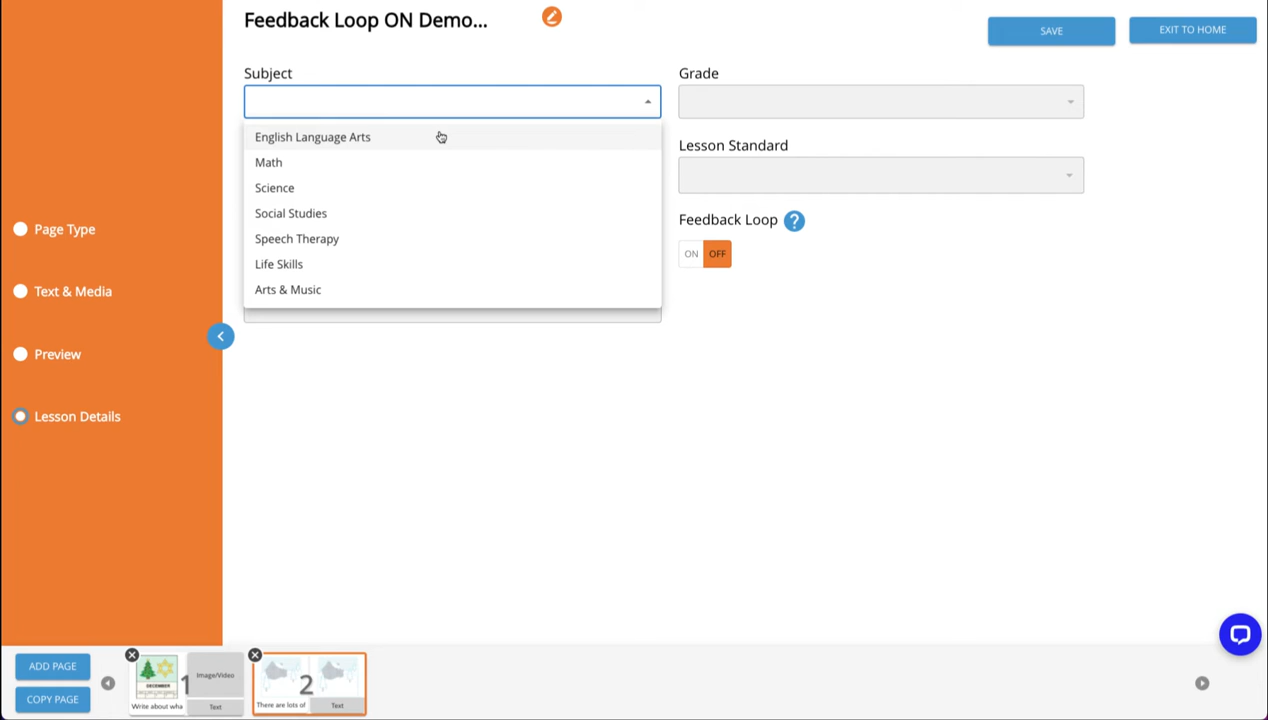 Feedback Loop ON Demo...
SAVE
EXIT TO HOME
Subject
Grade
English Language Arts
Math
Science
Social Studies
Speech Therapy
Life Skills
Arts & Music
Lesson Standard
Feedback Loop ?
ON OFF
Page Type
Text & Media
Preview
Lesson Details
ADD PAGE
COPY PAGE
DECEMBER
1
Image/Video
Write about wha
Text
2
There are lots of
Text